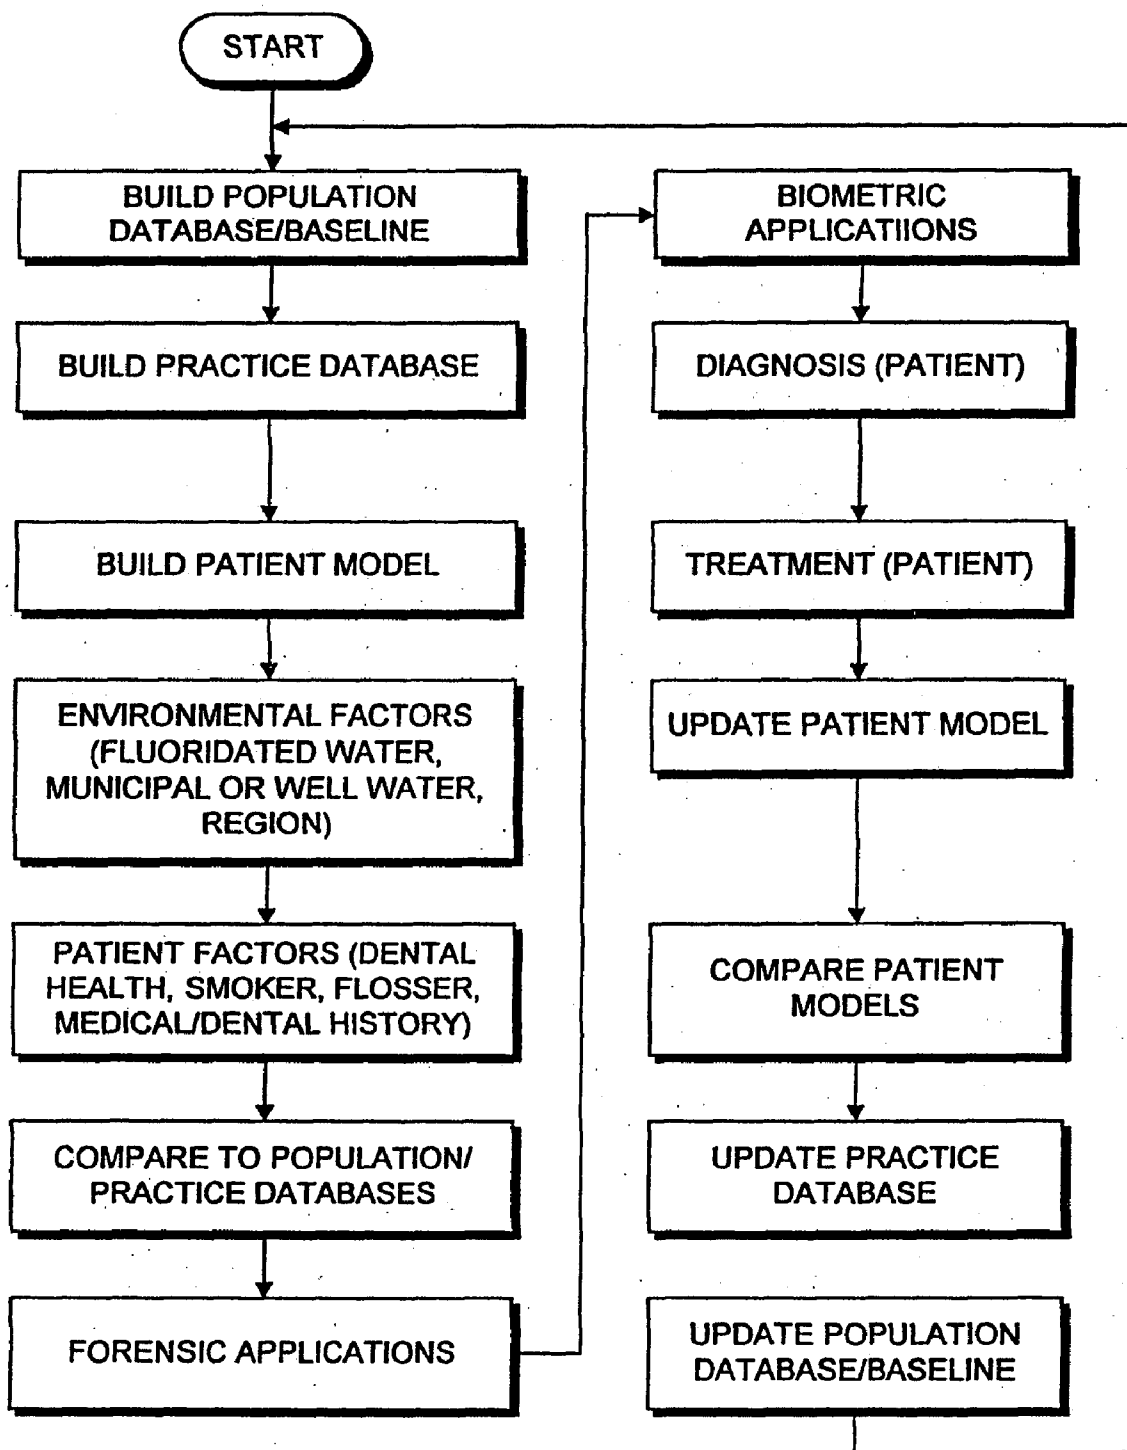 START
BUILD POPULATION
DATABASE/BASELINE
BUILD PRACTICE DATABASE
BUILD PATIENT MODEL
ENVIRONMENTAL FACTORS
(FLUORIDATED WATER,
MUNICIPAL OR WELL WATER,
REGION)
PATIENT FACTORS (DENTAL
HEALTH, SMOKER, FLOSSER,
MEDICAL/DENTAL HISTORY)
COMPARE TO POPULATION/
PRACTICE DATABASES
FORENSIC APPLICATIONS
BIOMETRIC
APPLICATIIONS
DIAGNOSIS (PATIENT)
TREATMENT (PATIENT)
UPDATE PATIENT MODEL
COMPARE PATIENT
MODELS
UPDATE PRACTICE
DATABASE
UPDATE POPULATION
DATABASE/BASELINE